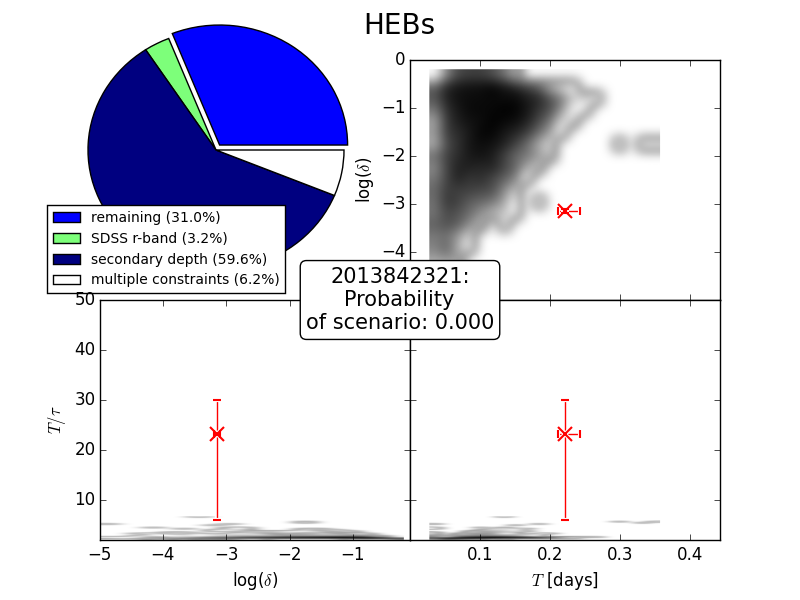 HEBs
remaining (31.0%)
SDSS r-band (3.2%)
secondary depth (59.6%)
multiple constraints (6.2%)
0
−1
−2
−3
−4
log(δ)
2013842321:
Probability
of scenario: 0.000
50
40
30
20
10
T/τ
−5 −4 −3 −2 −1
log(δ)
0.1 0.2 0.3 0.4
T [days]